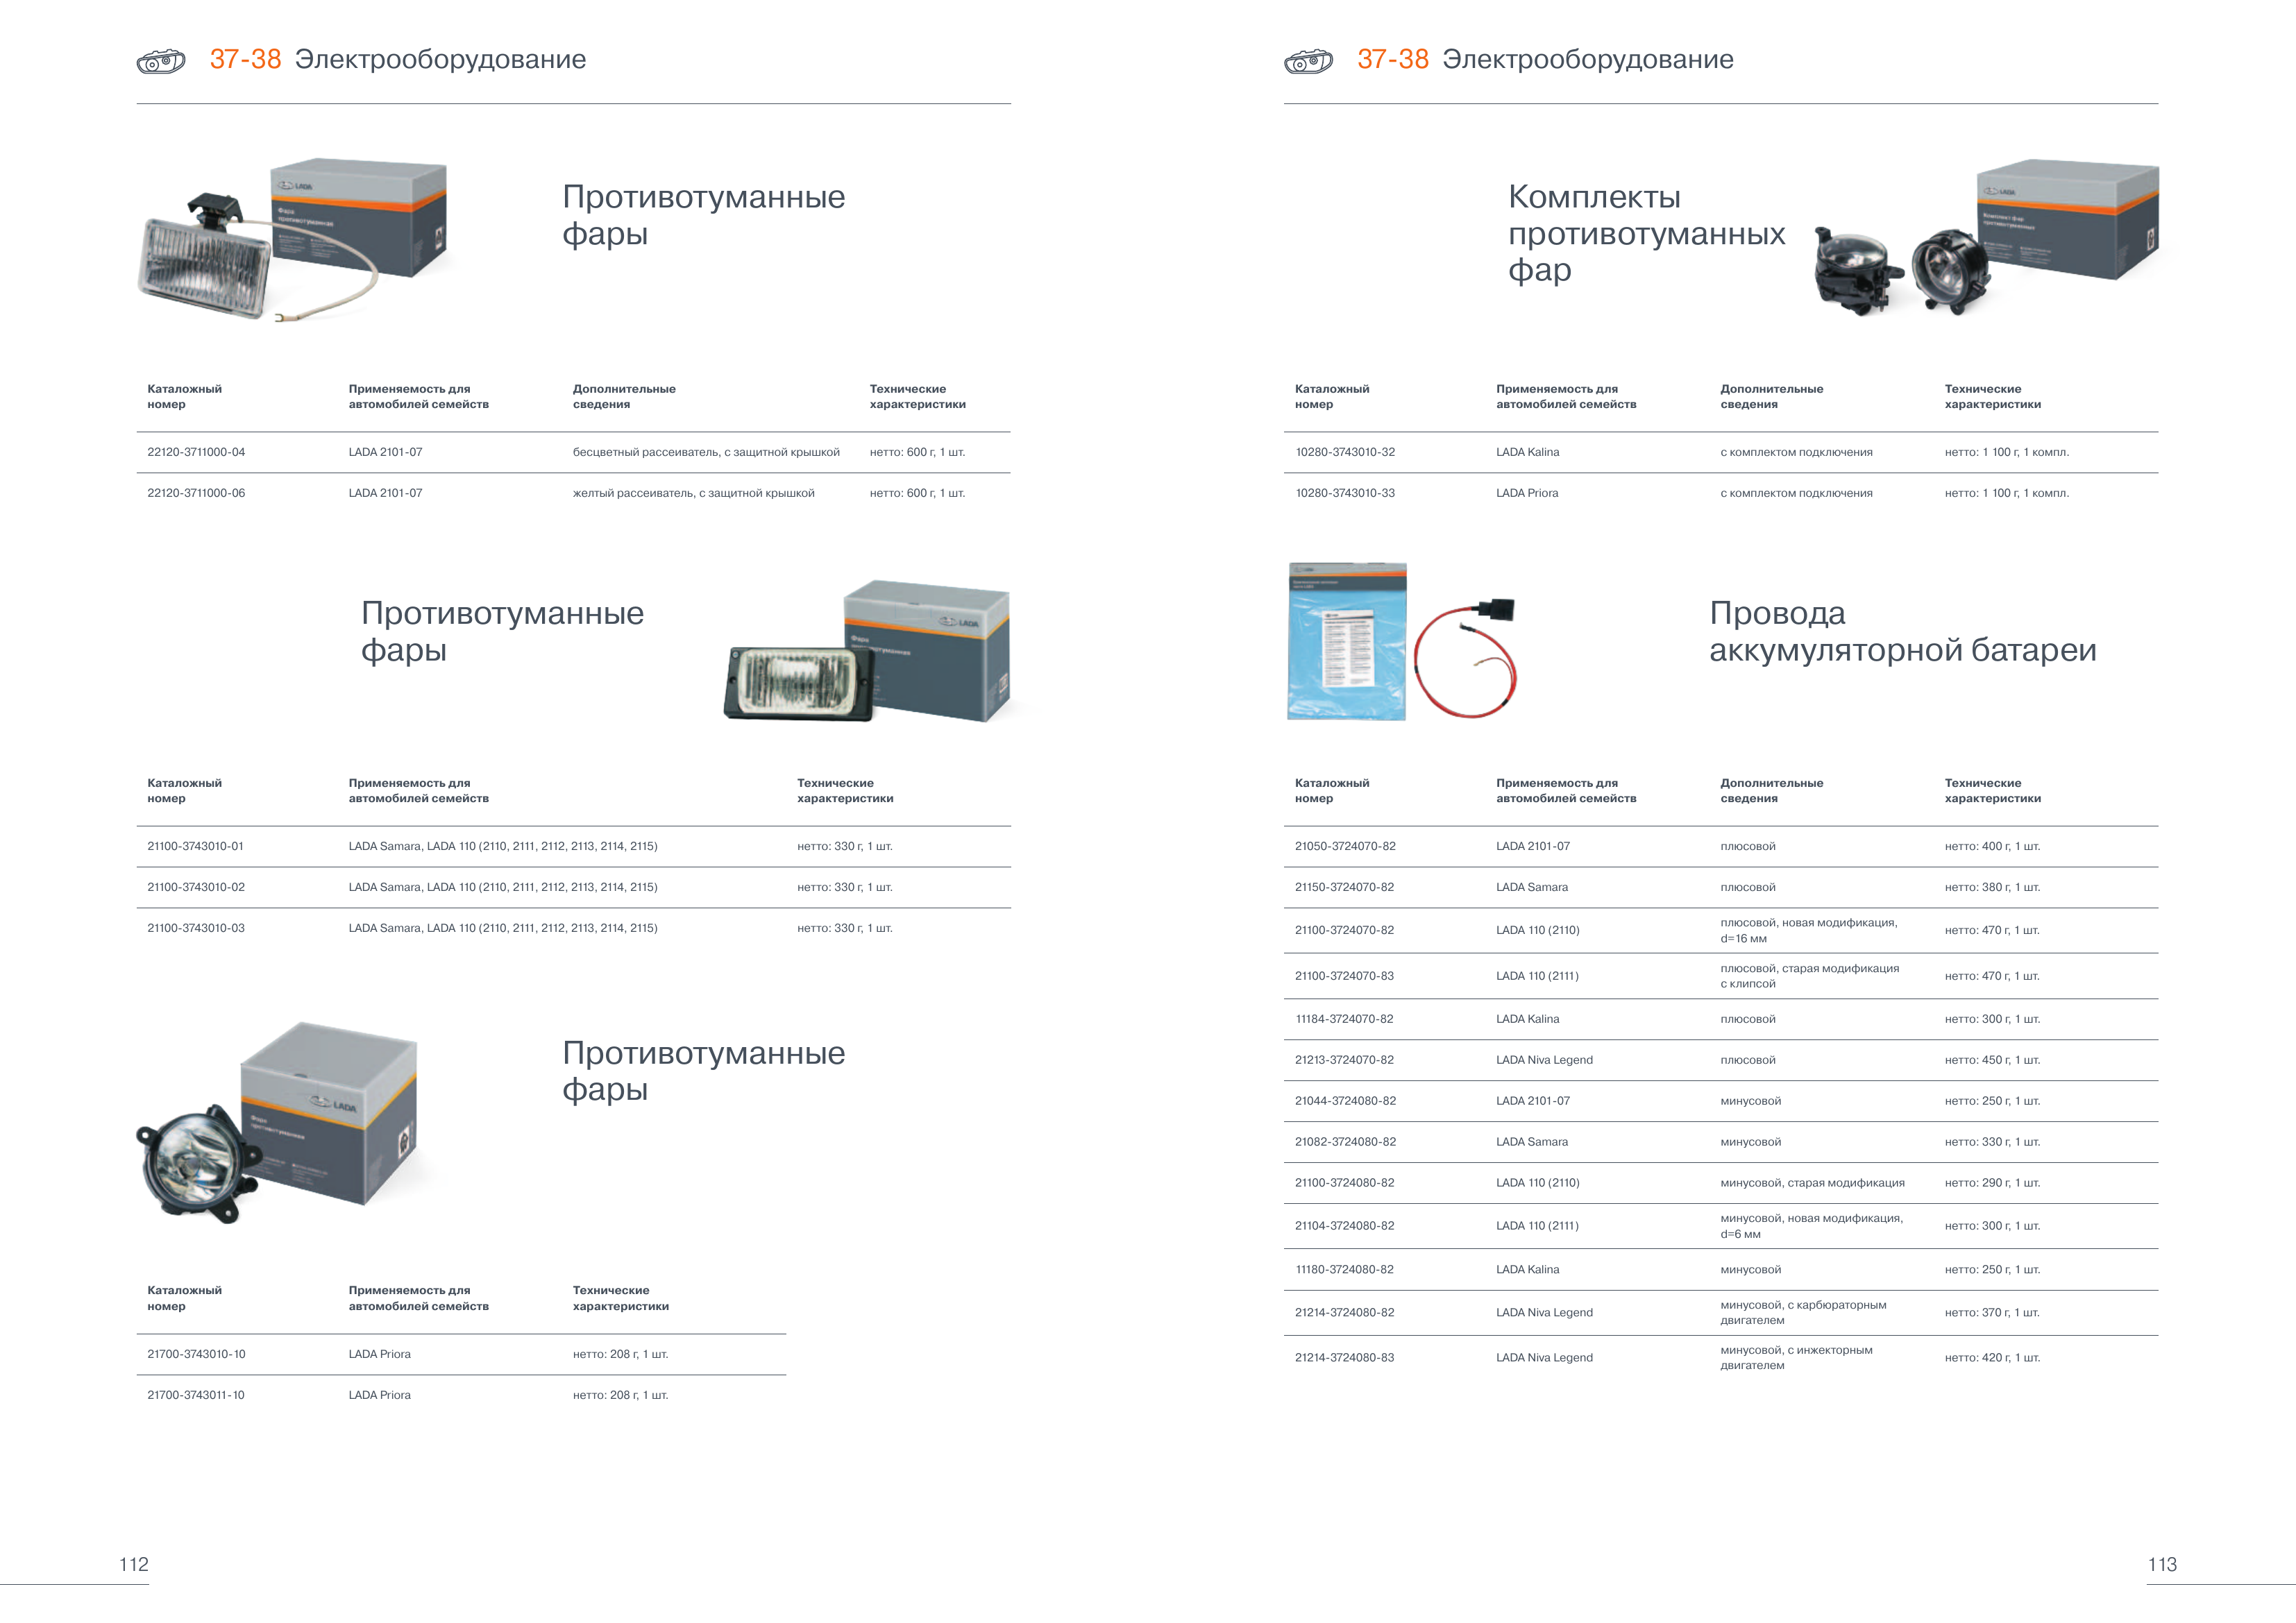 37-38 Электрооборудование
LADA
Фара
противотуманная
Противотуманные
фары
Каталожный номер Применяемость для автомобилей семейств Дополнительные сведения Технические характеристики
22120-3711000-04 LADA 2101-07 бесцветный рассеиватель, с защитной крышкой нетто: 600 г, 1 шт.
22120-3711000-06 LADA 2101-07 желтый рассеиватель, с защитной крышкой нетто: 600 г, 1 шт.
Противотуманные
фары
LADA
Фара
противотуманная
Каталожный номер Применяемость для автомобилей семейств Технические характеристики
21100-3743010-01 LADA Samara, LADA 110 (2110, 2111, 2112, 2113, 2114, 2115) нетто: 330 г, 1 шт.
21100-3743010-02 LADA Samara, LADA 110 (2110, 2111, 2112, 2113, 2114, 2115) нетто: 330 г, 1 шт.
21100-3743010-03 LADA Samara, LADA 110 (2110, 2111, 2112, 2113, 2114, 2115) нетто: 330 г, 1 шт.
LADA
Фара
противотуманная
Противотуманные
фары
Каталожный номер Применяемость для автомобилей семейств Технические характеристики
21700-3743010-10 LADA Priora нетто: 208 г, 1 шт.
21700-3743011-10 LADA Priora нетто: 208 г, 1 шт.
112
37-38 Электрооборудование
Комплекты
противотуманных
фар
LADA
Комплект фар
противотуманных
Каталожный номер Применяемость для автомобилей семейств Дополнительные сведения Технические характеристики
10280-3743010-32 LADA Kalina с комплектом подключения нетто: 1 100 г, 1 компл.
10280-3743010-33 LADA Priora с комплектом подключения нетто: 1 100 г, 1 компл.
Провода
аккумуляторной батареи
Каталожный номер Применяемость для автомобилей семейств Дополнительные сведения Технические характеристики
21050-3724070-82 LADA 2101-07 плюсовой нетто: 400 г, 1 шт.
21150-3724070-82 LADA Samara плюсовой нетто: 380 г, 1 шт.
21100-3724070-82 LADA 110 (2110) плюсовой, новая модификация, d=16 мм нетто: 470 г, 1 шт.
21100-3724070-83 LADA 110 (2111) плюсовой, старая модификация с клипсой нетто: 470 г, 1 шт.
11184-3724070-82 LADA Kalina плюсовой нетто: 300 г, 1 шт.
21213-3724070-82 LADA Niva Legend плюсовой нетто: 450 г, 1 шт.
21044-3724080-82 LADA 2101-07 минусовой нетто: 250 г, 1 шт.
21082-3724080-82 LADA Samara минусовой нетто: 330 г, 1 шт.
21100-3724080-82 LADA 110 (2110) минусовой, старая модификация нетто: 290 г, 1 шт.
21104-3724080-82 LADA 110 (2111) минусовой, новая модификация, d=6 мм нетто: 300 г, 1 шт.
11180-3724080-82 LADA Kalina минусовой нетто: 250 г, 1 шт.
21214-3724080-82 LADA Niva Legend минусовой, с карбюраторным двигателем нетто: 370 г, 1 шт.
21214-3724080-83 LADA Niva Legend минусовой, с инжекторным двигателем нетто: 420 г, 1 шт.
113